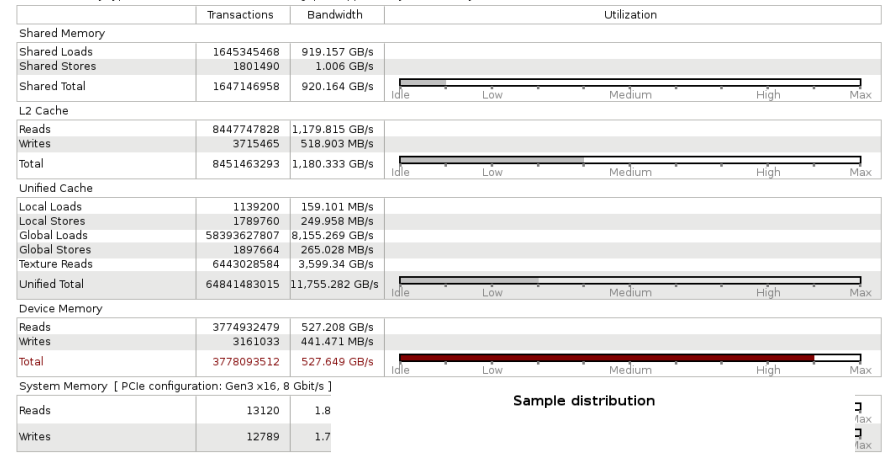 Transactions Bandwidth Utilization
Shared Memory
Shared Loads 1645345468 919.157 GB/s
Shared Stores 1801490 1.006 GB/s
Shared Total 1647146958 920.164 GB/s
Idle Low Medium High Max
L2 Cache
Reads 8447747828 1,179.815 GB/s
Writes 3715465 518.903 MB/s
Total 8451463293 1,180.333 GB/s
Idle Low Medium High Max
Unified Cache
Local Loads 1139200 159.101 MB/s
Local Stores 1789760 249.958 MB/s
Global Loads 58393627807 8,155.269 GB/s
Global Stores 1897664 265.028 MB/s
Texture Reads 6443028584 3,599.34 GB/s
Unified Total 64841483015 11,755.282 GB/s
Idle Low Medium High Max
Device Memory
Reads 3774932479 527.208 GB/s
Writes 3161033 441.471 MB/s
Total 3778093512 527.649 GB/s
Idle Low Medium High Max
System Memory [ PCIe configuration: Gen3 x16, 8 Gbit/s ]
Sample distribution
Reads 13120 1.8
Writes 12789 1.7